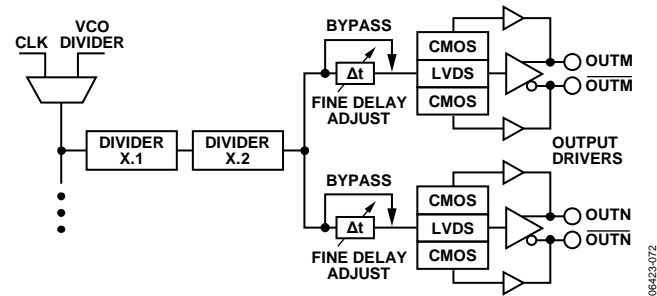 CLK
VCO
DIVIDER
DIVIDER
X.1
DIVIDER
X.2
BYPASS
Δt
FINE DELAY
ADJUST
CMOS
LVDS
CMOS
OUTM
OUTM
OUTPUT
DRIVERS
BYPASS
Δt
FINE DELAY
ADJUST
CMOS
LVDS
CMOS
OUTN
OUTN
06423-072